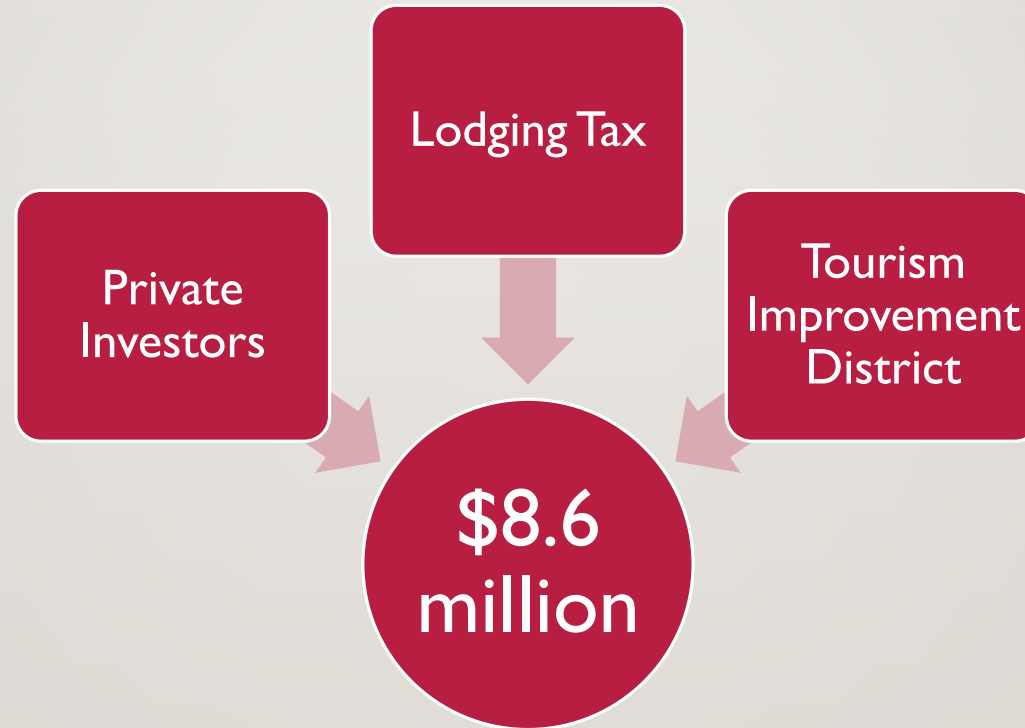 Lodging Tax
Private
Investors
Tourism
Improvement
District
$8.6
million